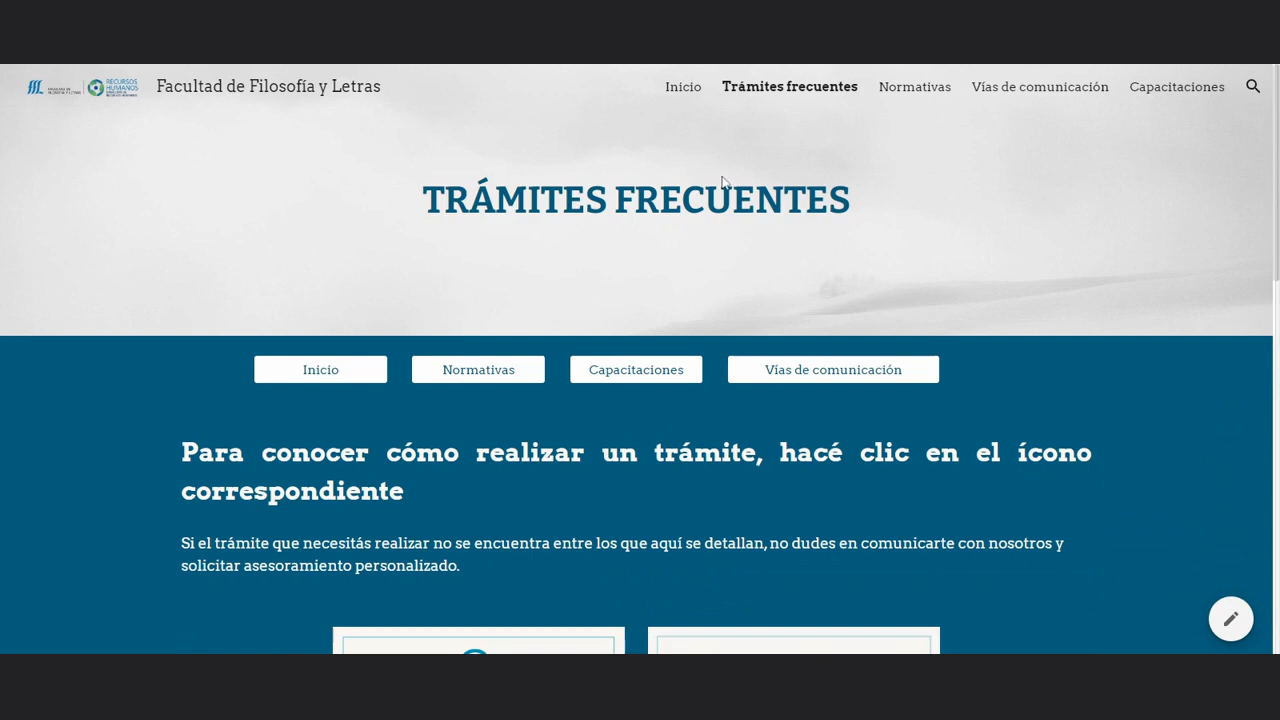 RECURSOS
HUMANOS
Facultad de Filosofía y Letras
Inicio
Trámites frecuentes
Normativas
Vías de comunicación
Capacitaciones
TRÁMITES FRECUENTES
Inicio
Normativas
Capacitaciones
Vías de comunicación
Para conocer cómo realizar un trámite, hacé clic en el ícono
correspondiente
Si el trámite que necesitás realizar no se encuentra entre los que aquí se detallan, no dudes en comunicarte con nosotros y
solicitar asesoramiento personalizado.